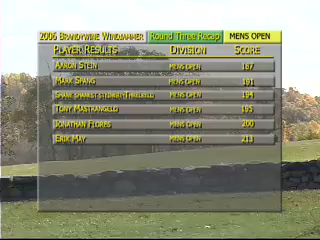 2006 Brandywine Windjammer Round Three Recap Mens Open
Player Results Division Score
Aaron Stein Mens Open 187
Mark Spang Mens Open 191
Mens Open 194
Tony Mastrangelo Mens Open 195
Jonathan Flores Mens Open 200
Erik May Mens Open 213